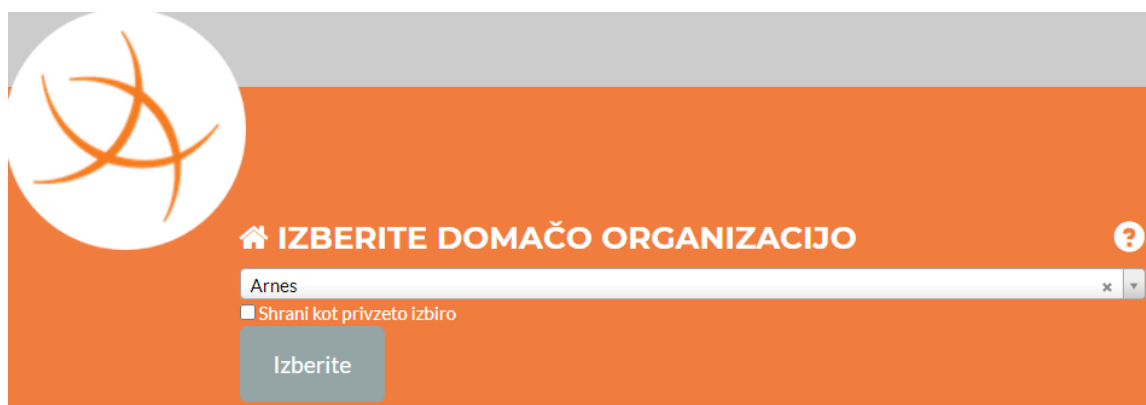 IZBERITE DOMAČO ORGANIZACIJO
Arnes
Shrani kot privzeto izbiro
Izberite